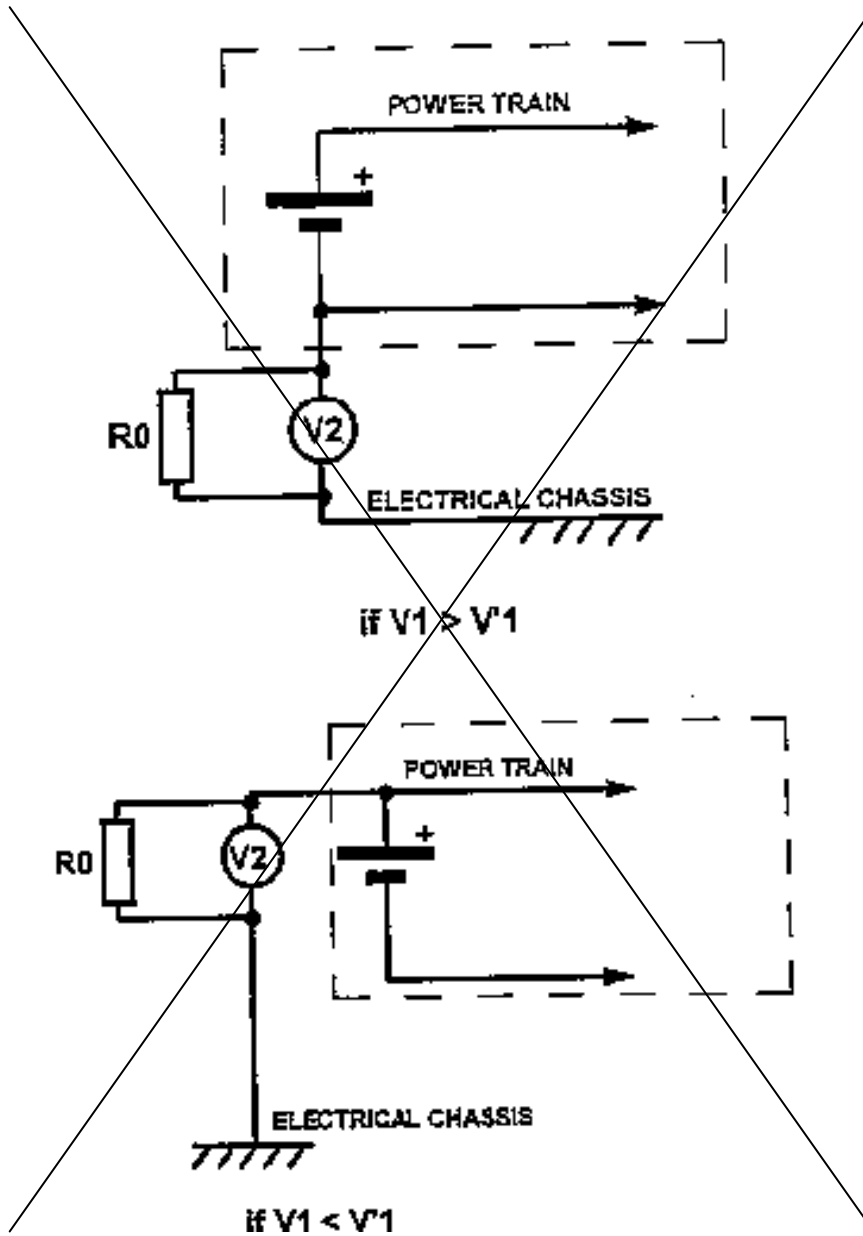 POWER TRAIN
+
R0
V2
ELECTRICAL CHASSIS
if V1 > V'1
POWER TRAIN
+
R0
V2
ELECTRICAL CHASSIS
if V1 < V'1